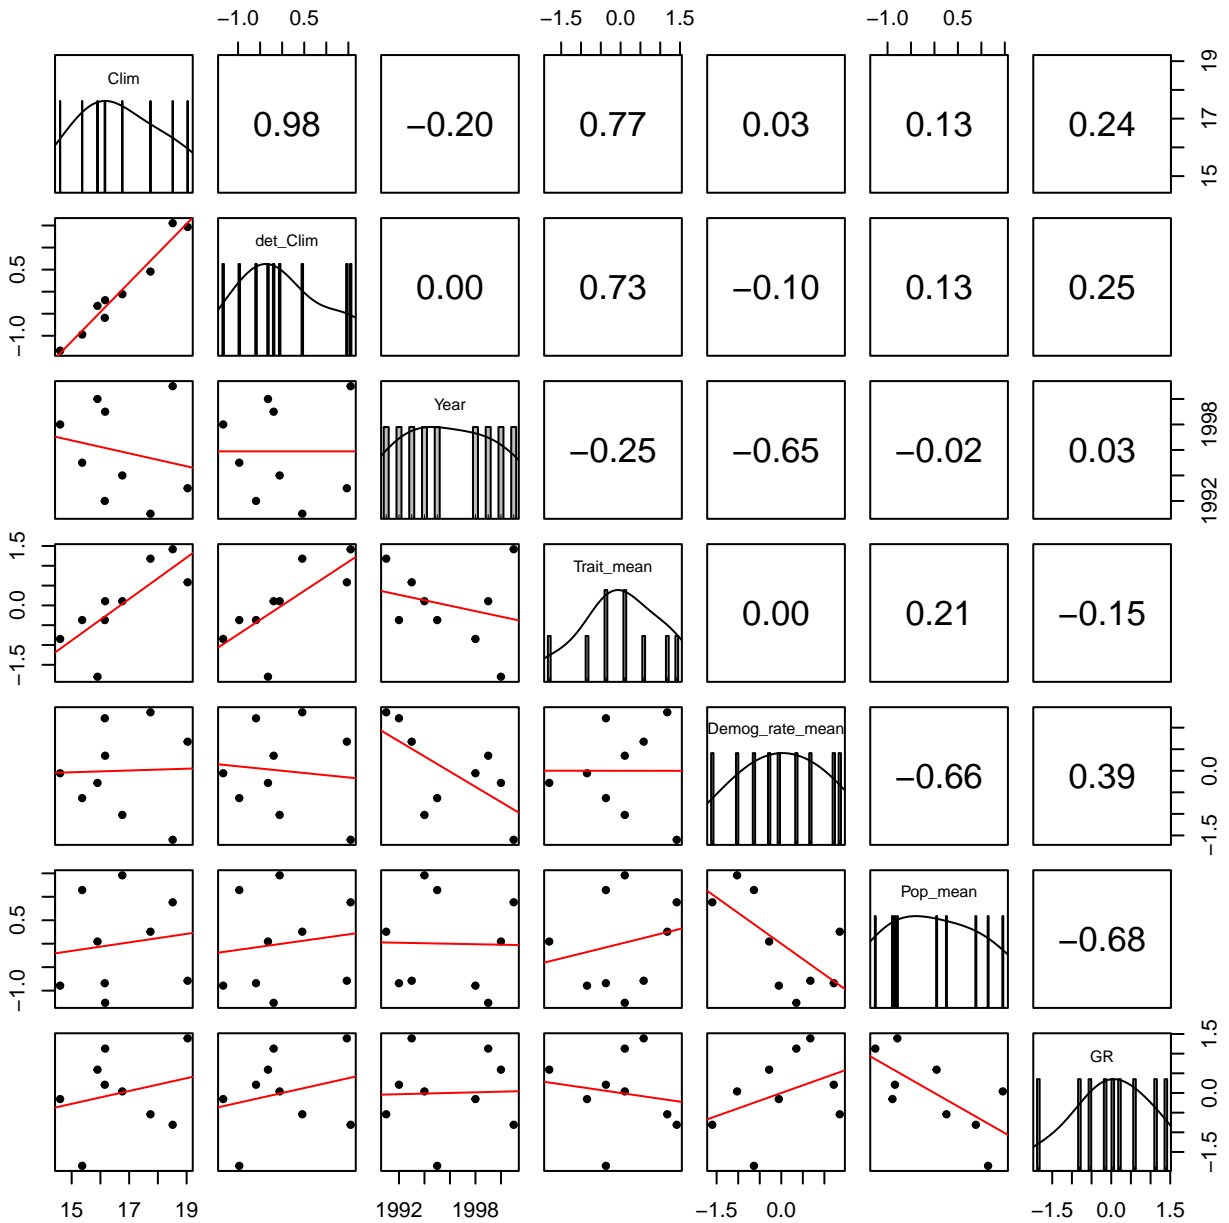 −1.0 0.5 −1.5 0.0 1.5 −1.0 0.5
Clim 0.98 −0.20 0.77 0.03 0.13 0.24 15 17 19
−1.0 0.5 det_Clim 0.00 0.73 −0.10 0.13 0.25
Year −0.25 −0.65 −0.02 0.03 1992 1998
−1.5 0.0 1.5 Trait_mean 0.00 0.21 −0.15
Demog_rate_mean −0.66 0.39 −1.5 0.0
−1.0 0.5 Pop_mean −0.68
GR −1.5 0.0 1.5
15 17 19 1992 1998 −1.5 0.0 −1.5 0.0 1.5